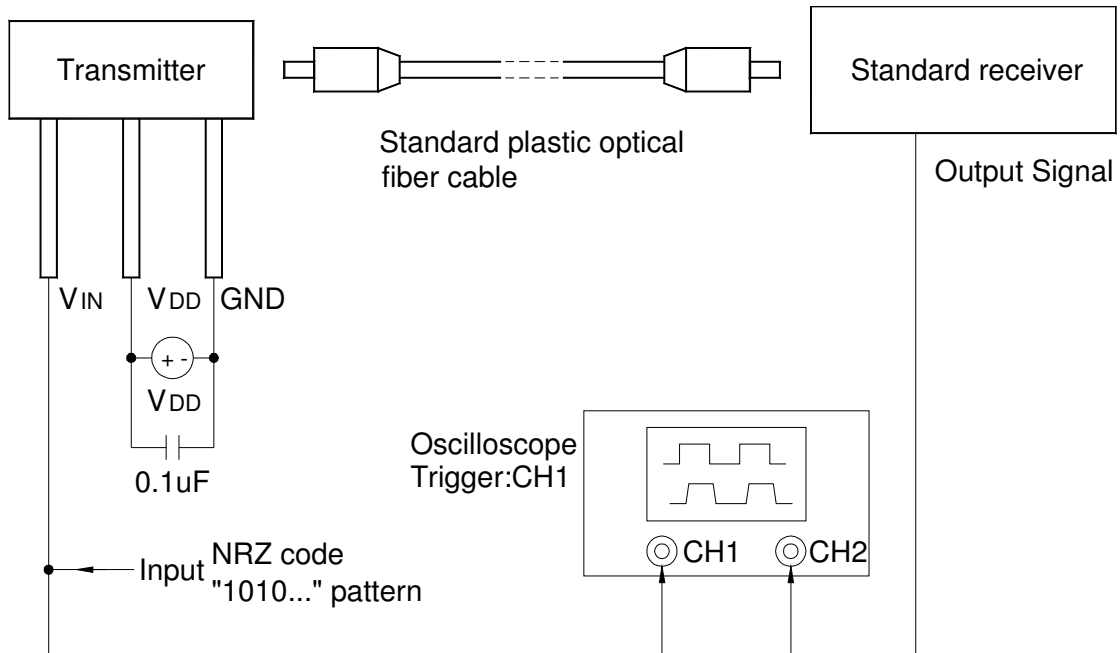 Transmitter
Standard receiver
Standard plastic optical
fiber cable
Output Signal
VIN
VDD
GND
+ -
VDD
0.1uF
Oscilloscope
Trigger:CH1
CH1
CH2
Input
NRZ code
"1010..." pattern